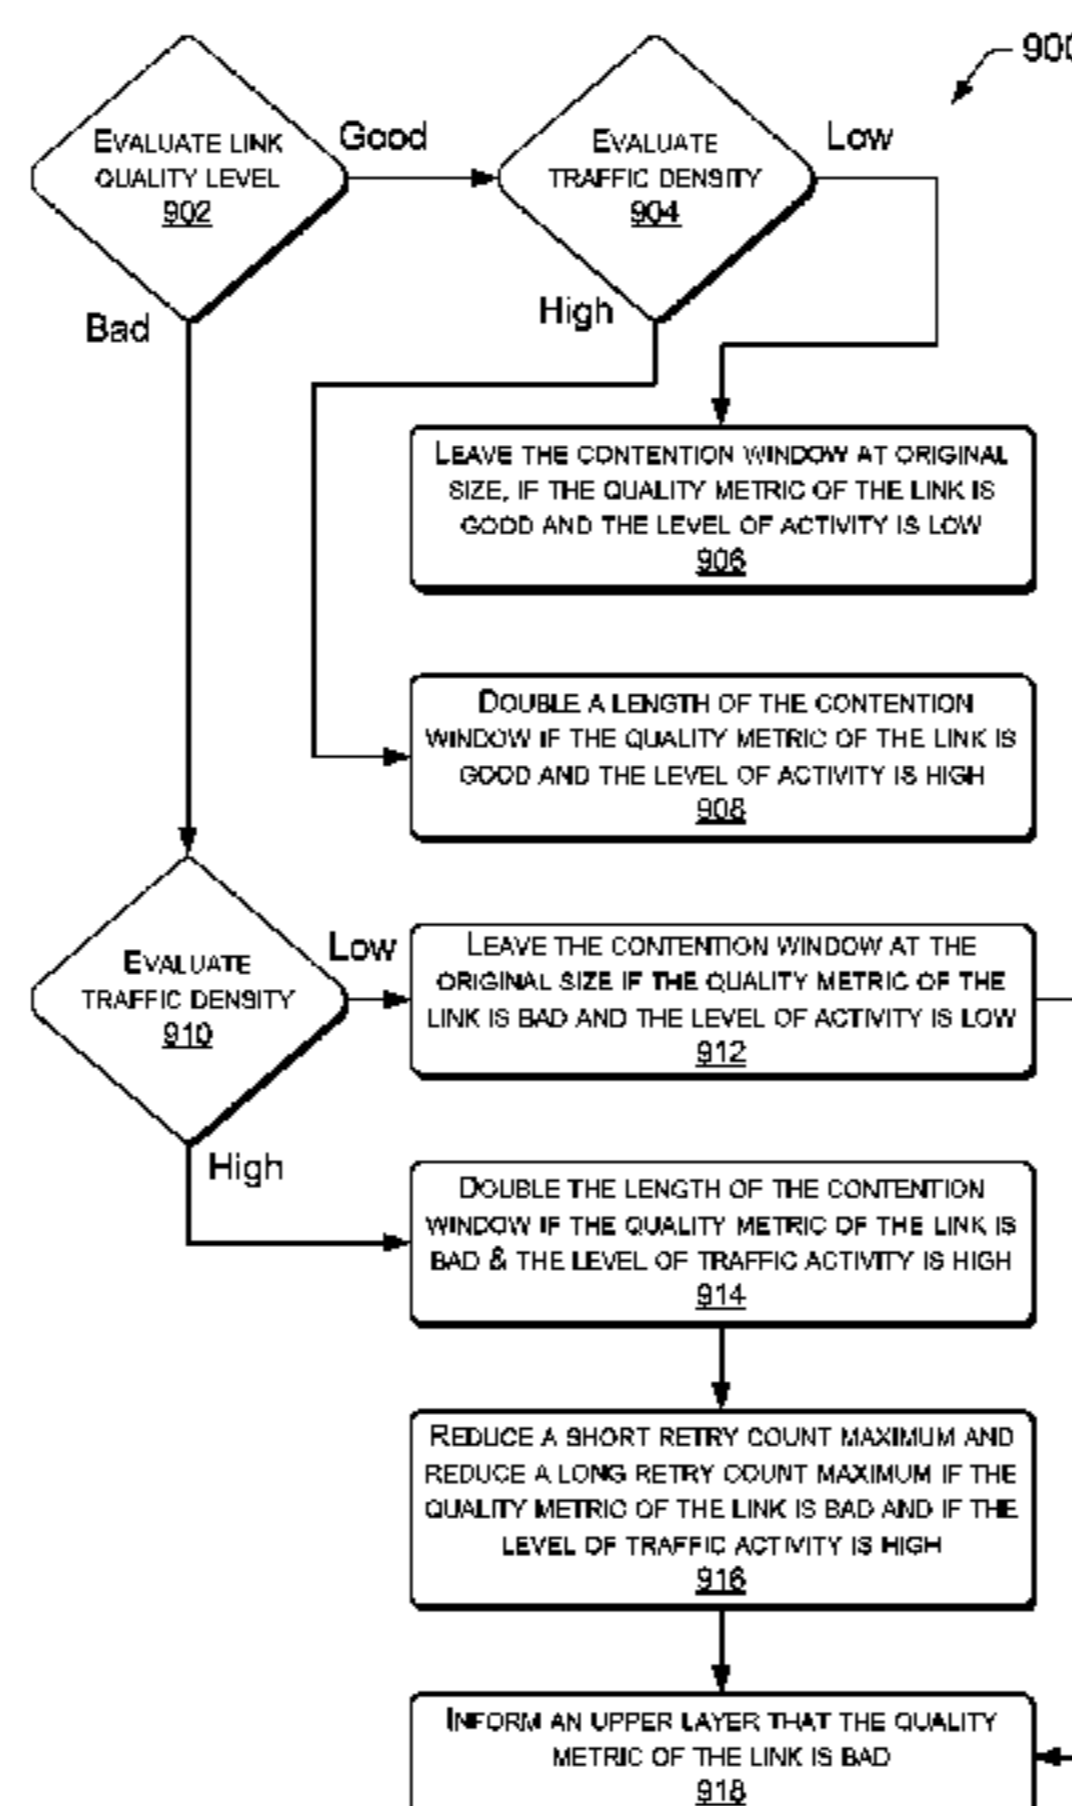 900
EVALUATE LINK
QUALITY LEVEL
902
Good
EVALUATE
TRAFFIC DENSITY
904
Low
High
Bad
LEAVE THE CONTENTION WINDOW AT ORIGINAL
SIZE, IF THE QUALITY METRIC OF THE LINK IS
GOOD AND THE LEVEL OF ACTIVITY IS LOW
906
DOUBLE A LENGTH OF THE CONTENTION
WINDOW IF THE QUALITY METRIC OF THE LINK IS
GOOD AND THE LEVEL OF ACTIVITY IS HIGH
908
EVALUATE
TRAFFIC DENSITY
910
Low
LEAVE THE CONTENTION WINDOW AT THE
ORIGINAL SIZE IF THE QUALITY METRIC OF THE
LINK IS BAD AND THE LEVEL OF ACTIVITY IS LOW
912
High
DOUBLE THE LENGTH OF THE CONTENTION
WINDOW IF THE QUALITY METRIC OF THE LINK IS
BAD & THE LEVEL OF TRAFFIC ACTIVITY IS HIGH
914
REDUCE A SHORT RETRY COUNT MAXIMUM AND
REDUCE A LONG RETRY COUNT MAXIMUM IF THE
QUALITY METRIC OF THE LINK IS BAD AND IF THE
LEVEL OF TRAFFIC ACTIVITY IS HIGH
916
INFORM AN UPPER LAYER THAT THE QUALITY
METRIC OF THE LINK IS BAD
918